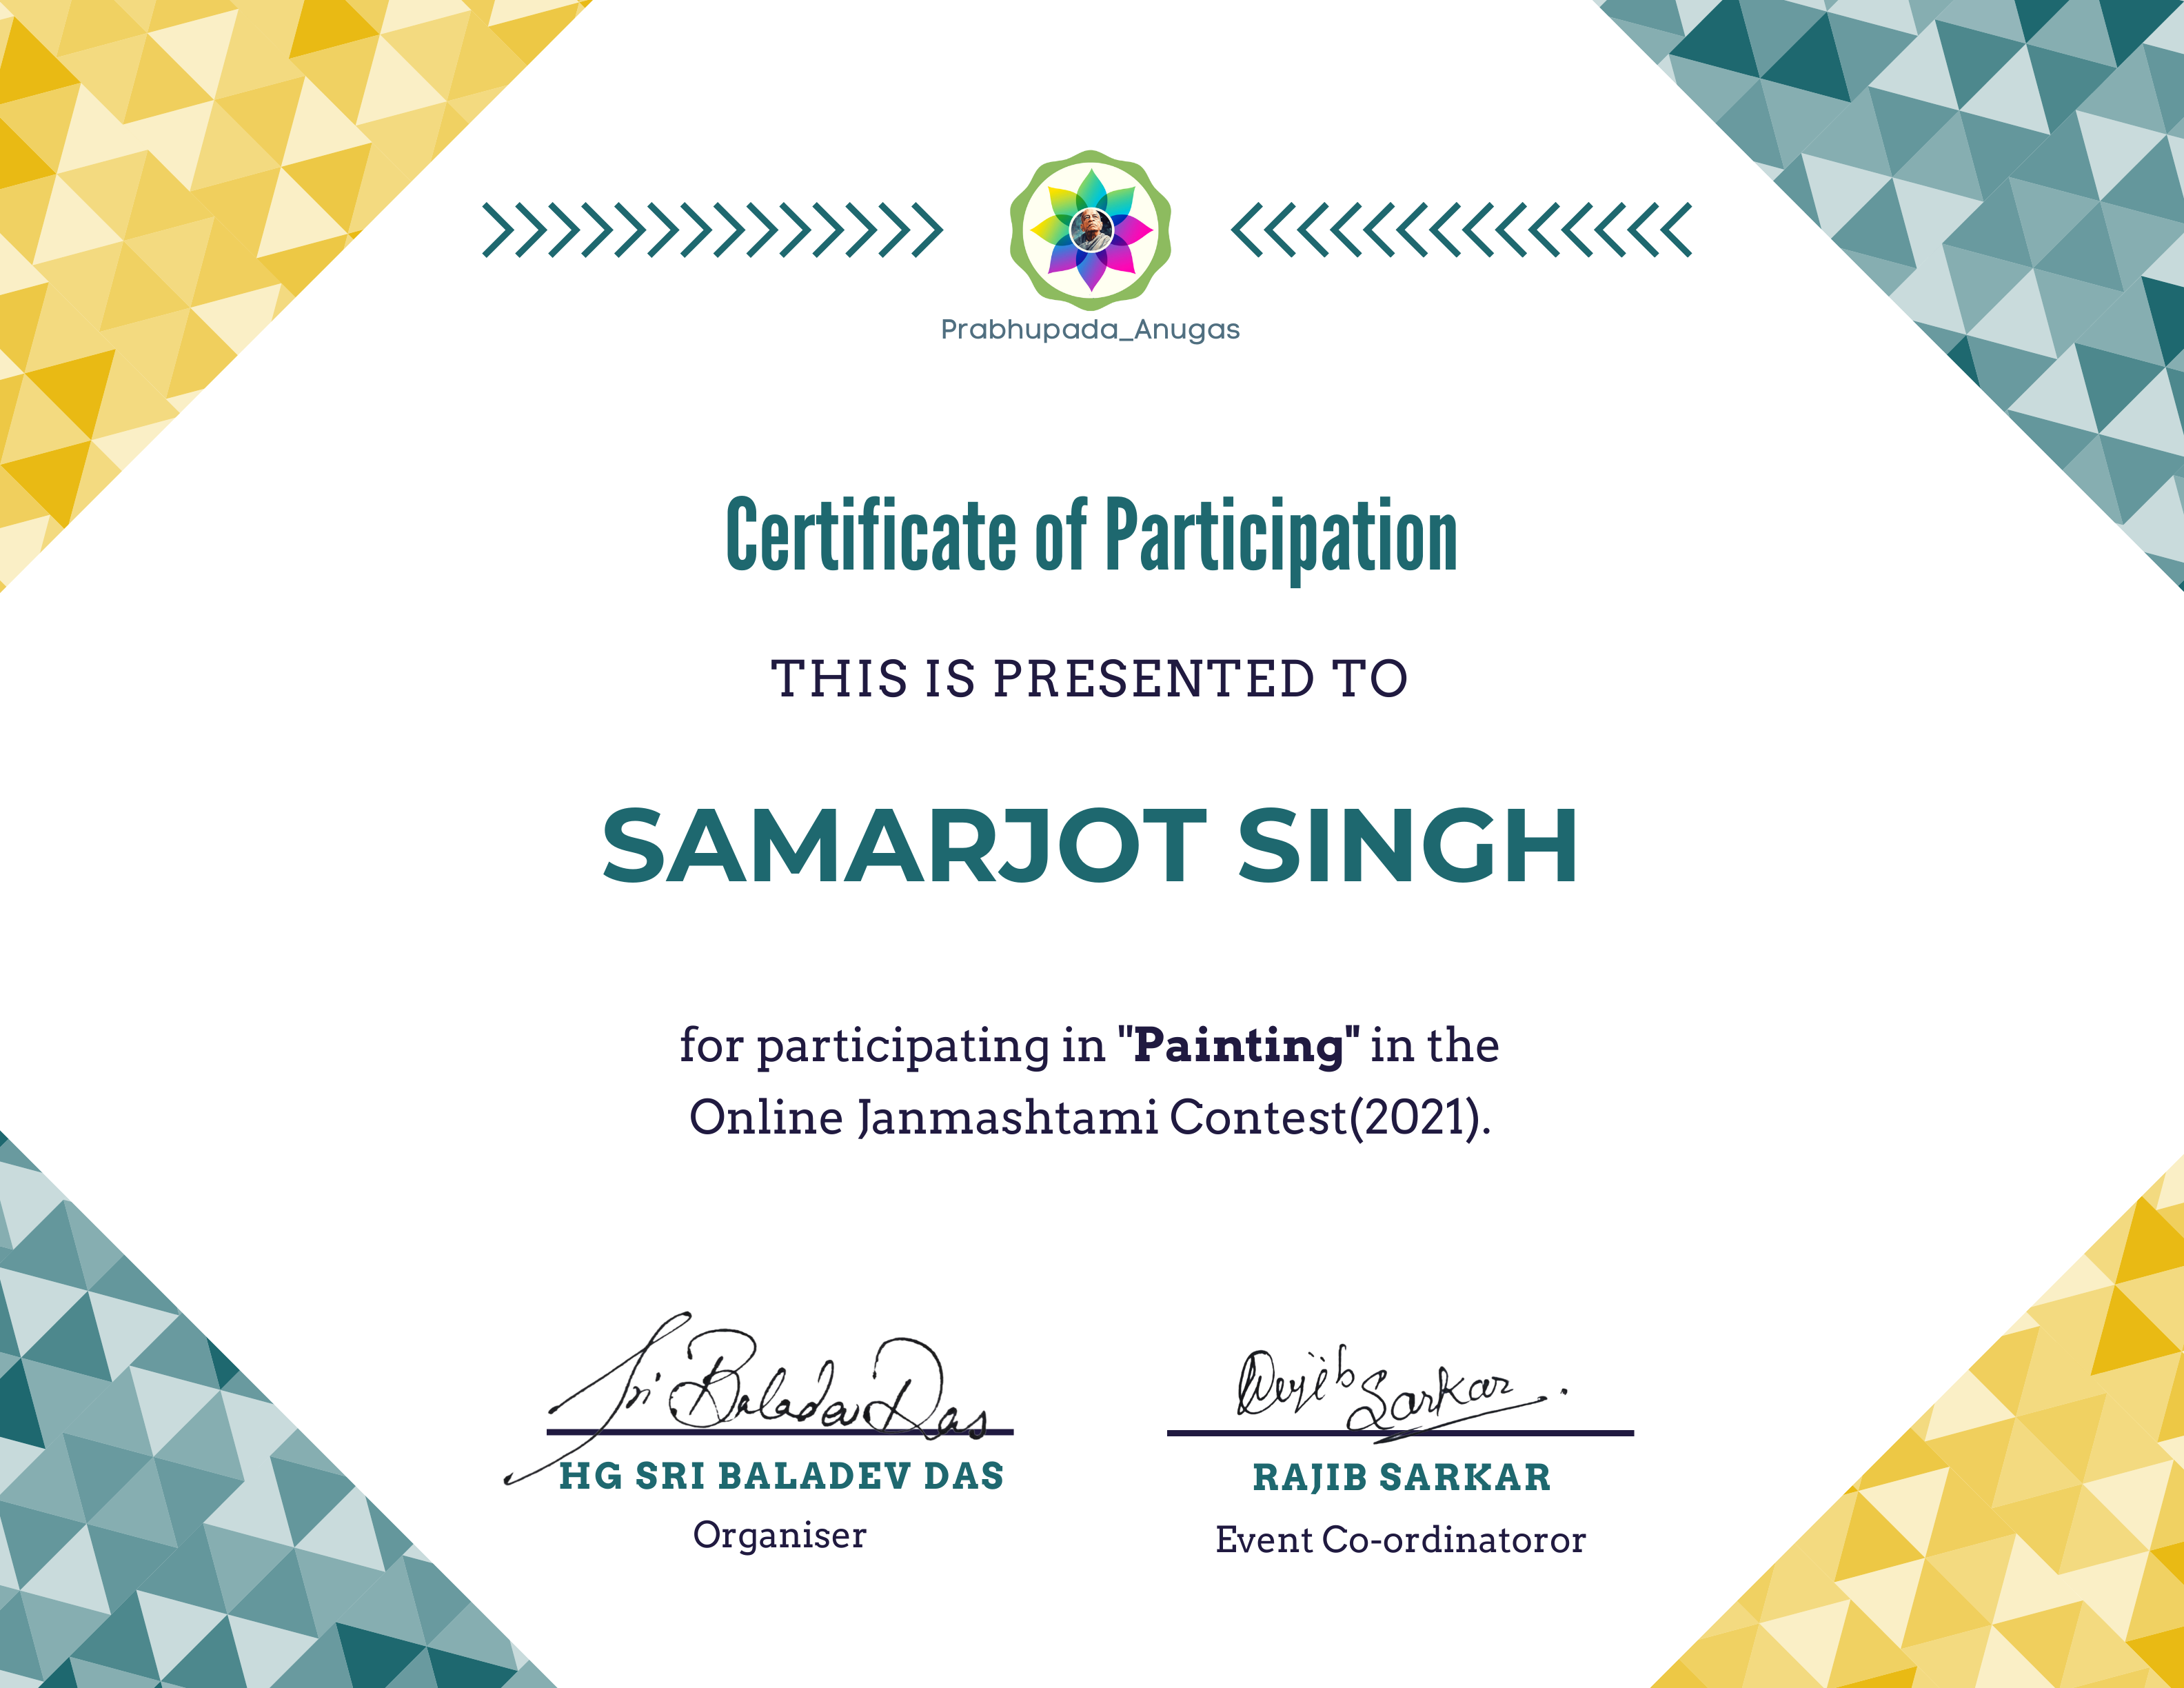 Prabhupada_Anugas
Certificate of Participation
THIS IS PRESENTED TO
SAMARJOT SINGH
for participating in "Painting" in the
Online Janmashtami Contest(2021).
Sri Baladev Das
Rajib Sarkar
HG SRI BALADEV DAS
RAJIB SARKAR
Organiser
Event Co-ordinatoror